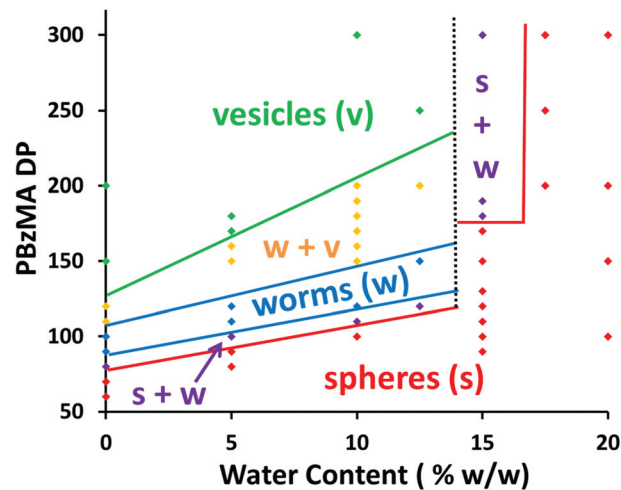 300
250
200
150
100
50
PBzMA DP
vesicles (v)
w + v
worms (w)
s + w
spheres (s)
s
+
w
0
5
10
15
20
Water Content ( % w/w)